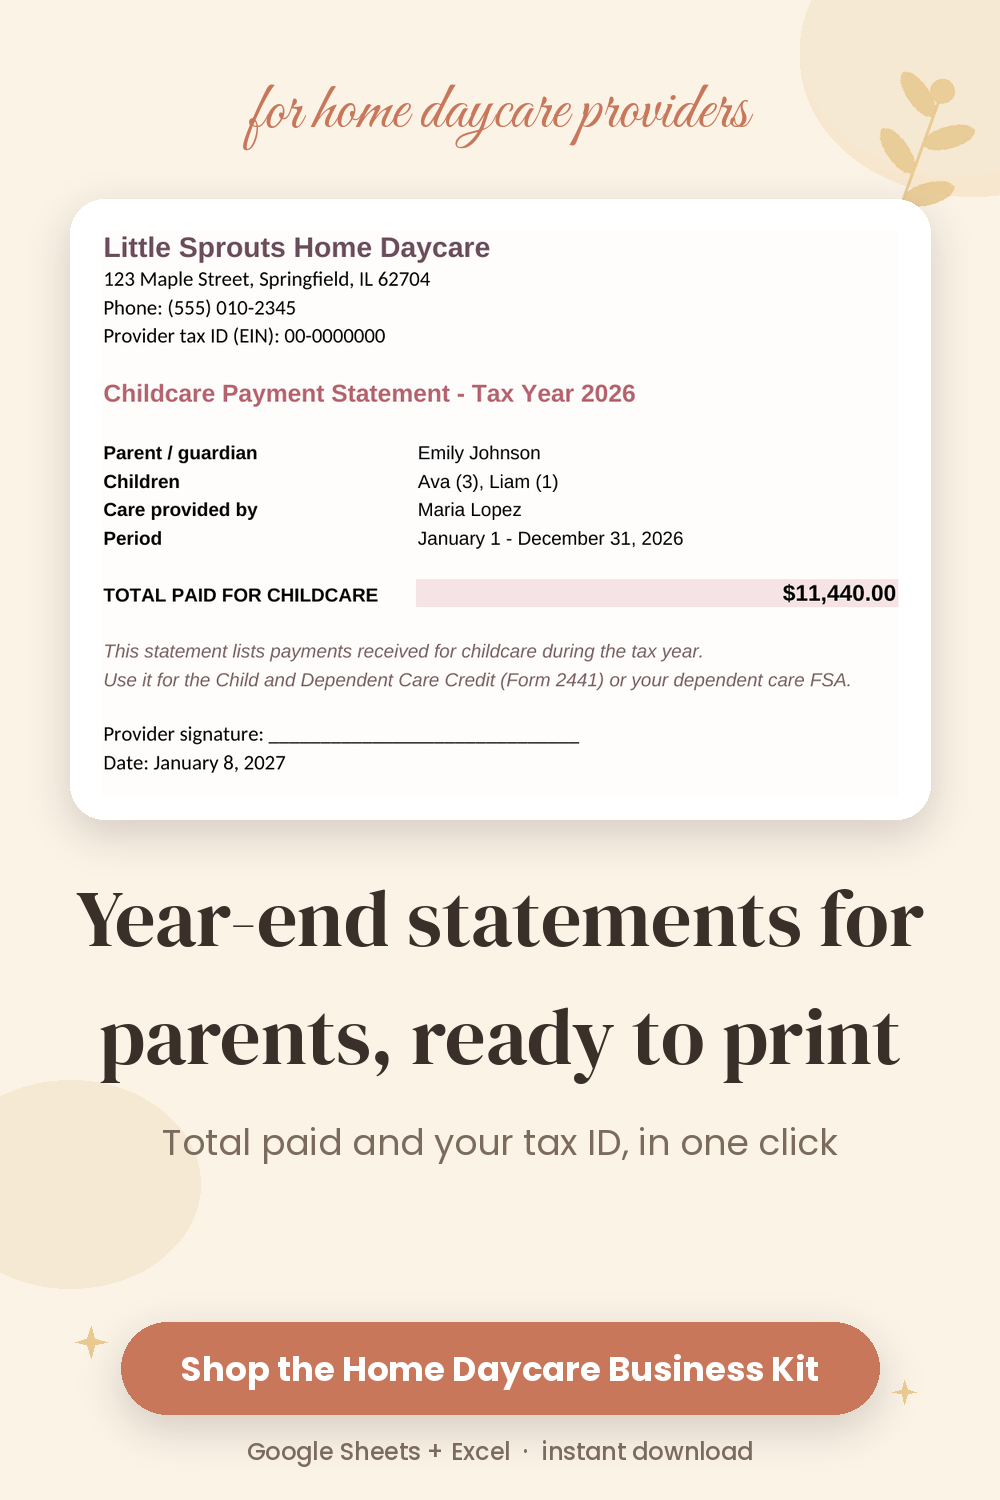 for home daycare providers
Little Sprouts Home Daycare
123 Maple Street, Springfield, IL 62704
Phone: (555) 010-2345
Provider tax ID (EIN): 00-0000000
Childcare Payment Statement - Tax Year 2026
Parent / guardian Emily Johnson
Children Ava (3), Liam (1)
Care provided by Maria Lopez
Period January 1 - December 31, 2026
TOTAL PAID FOR CHILDCARE $11,440.00
This statement lists payments received for childcare during the tax year.
Use it for the Child and Dependent Care Credit (Form 2441) or your dependent care FSA.
Provider signature: ______________________________
Date: January 8, 2027
Year-end statements for
parents, ready to print
Total paid and your tax ID, in one click
Shop the Home Daycare Business Kit
Google Sheets + Excel · instant download